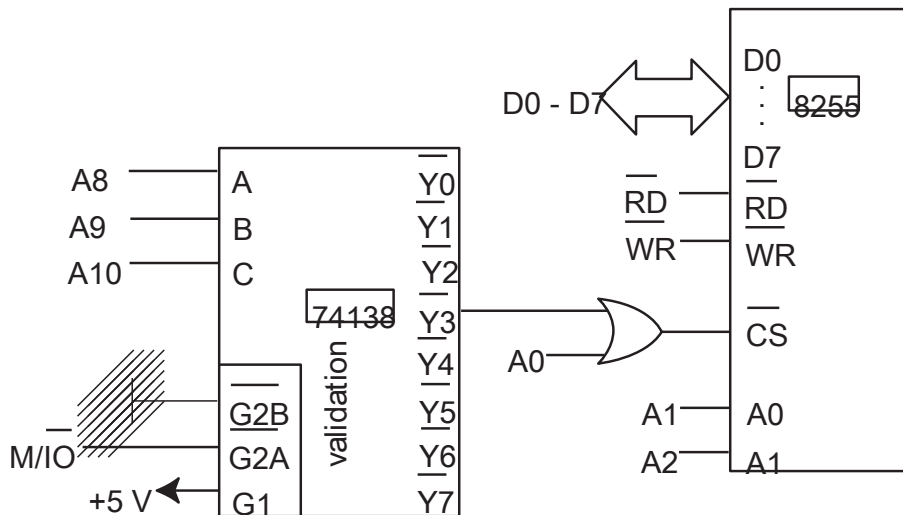 D0
8255
D0 - D7
D7
A8
A
Y0
RD
RD
A9
B
Y1
WR
WR
A10
C
Y2
74138
Y3
CS
A0
Y4
validation
G2B
Y5
A1
A0
M/IO
G2A
Y6
A2
A1
+5 V
G1
Y7